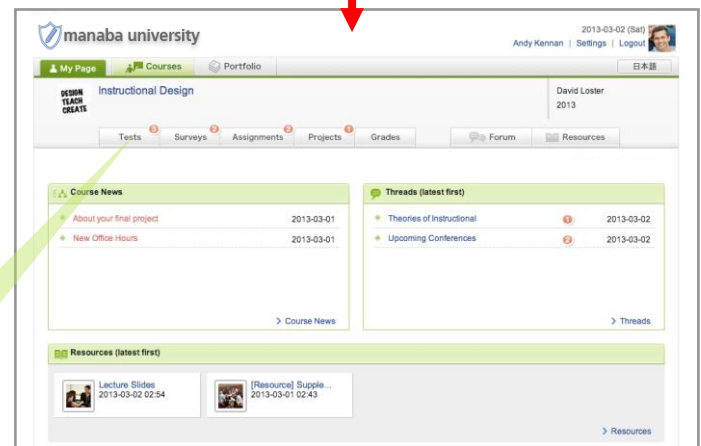 manaba university
2013-03-02 (Sat)
Andy Kennan | Settings | Logout
My Page Courses Portfolio 日本語
DESIGN
TEACH
CREATE
Instructional Design
David Loster
2013
Tests Surveys Assignments Projects Grades Forum Resources
Course News
About your final project 2013-03-01
New Office Hours 2013-03-01
Course News
Threads (latest first)
Theories of Instructional 1 2013-03-02
Upcoming Conferences 2 2013-03-02
Threads
Resources (latest first)
Lecture Slides
2013-03-02 02:54
[Resource] Supple...
2013-03-01 02:43
Resources